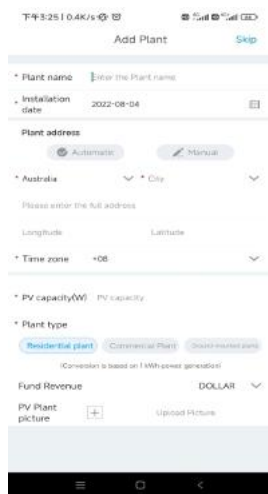 下午3:25 | 0.4K/s
Add Plant
Skip
* Plant name Enter the Plant name
* Installation date 2022-08-04
Plant address
Automatic Manual
* Australia * City
Please enter the full address
Longitude Latitude
* Time zone +08
* PV capacity(W) PV capacity
* Plant type
Residential plant Commercial Plant Ground-mounted
(Conversion is based on 1 kWh power generation)
Fund Revenue DOLLAR
PV Plant picture Upload Picture